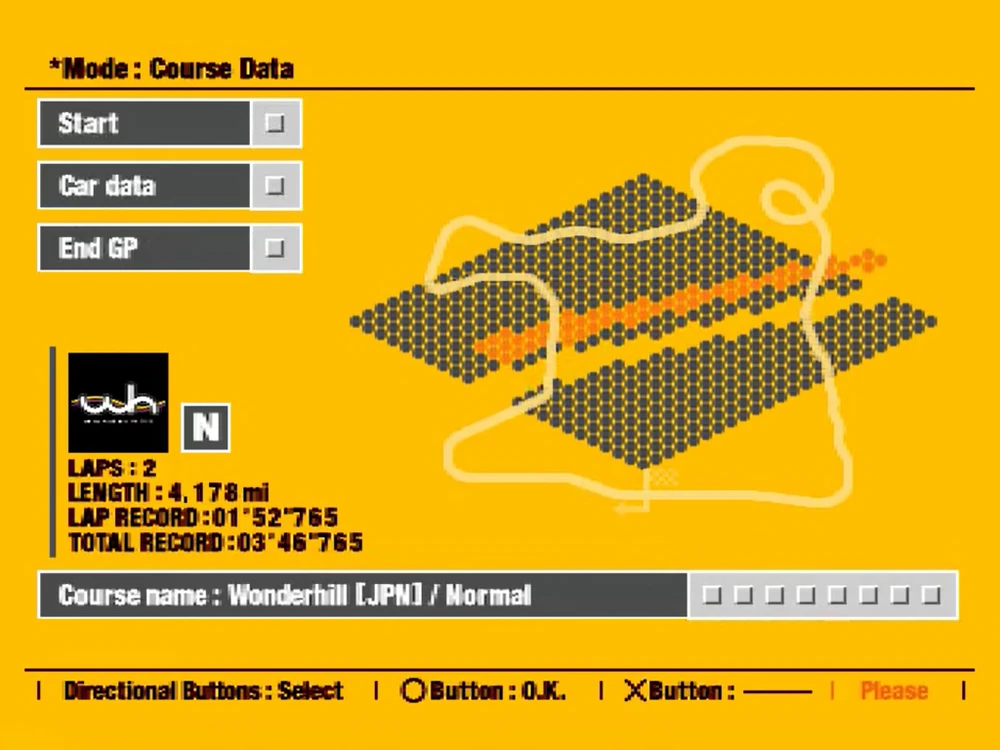 *Mode : Course Data
Start
Car data
End GP
N
LAPS : 2
LENGTH : 4,178 mi
LAP RECORD :01'52"765
TOTAL RECORD :03'46"765
Course name : Wonderhill [JPN] / Normal
Directional Buttons : Select | ○Button : O.K. | ×Button : —— | Please